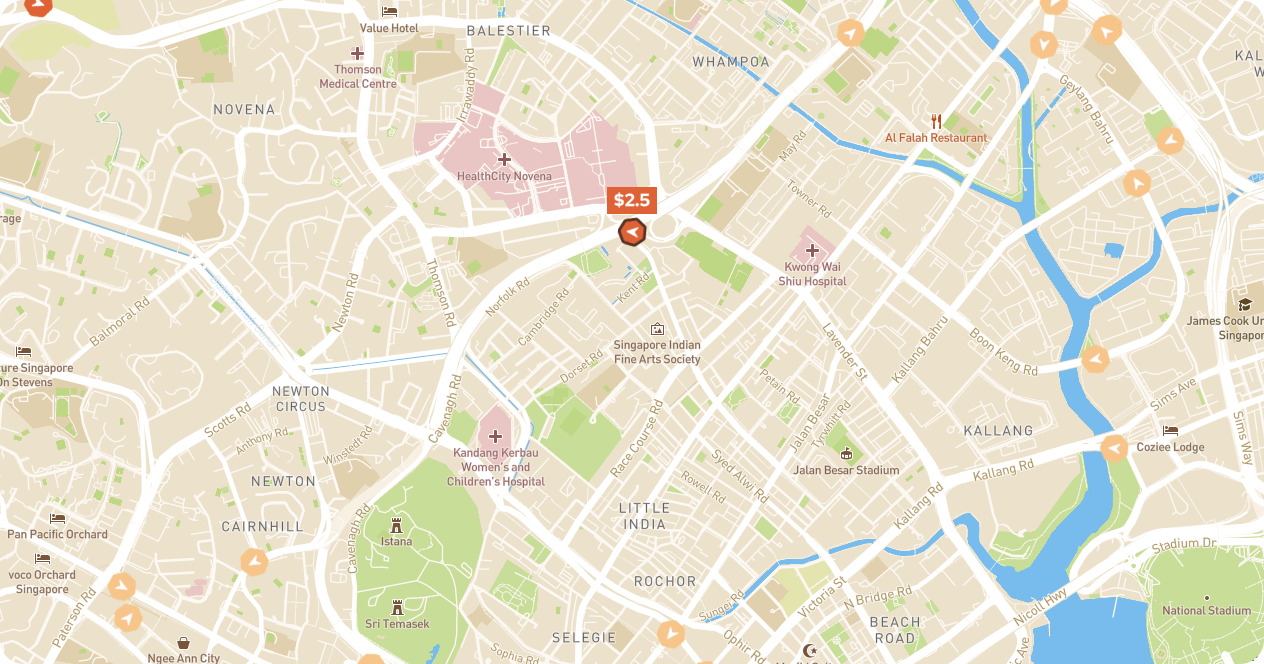 Value Hotel
BALESTIER
Thomson
Medical Centre
WHAMPOA
KAL
NOVENA
Irrawaddy Rd
Geylang Bahru
Al Falah Restaurant
May Rd
HealthCity Novena
Towner Rd
$2.5
rage
Kwong Wai
Shiu Hospital
Thomson Rd
Norfolk Rd
Kent Rd
Cambridge Rd
Newton Rd
Balmoral Rd
James Cook Un
Singapor
Singapore Indian
Fine Arts Society
Lavender St
Kallang Bahru
Boon Keng Rd
ture Singapore
On Stevens
Dorset Rd
Petain Rd
Sims Ave
NEWTON
CIRCUS
Cavenagh Rd
Scotts Rd
Anthony Rd
Winstedt Rd
Race Course Rd
Jalan Besar
Tyrwhitt Rd
KALLANG
Sims Way
Coziee Lodge
Kandang Kerbau
Women's and
Children's Hospital
Jalan Besar Stadium
Kallang Rd
Syed Alwi Rd
Rowell Rd
NEWTON
Kallang Rd
LITTLE
INDIA
CAIRNHILL
Cavenagh Rd
Istana
Pan Pacific Orchard
Stadium Dr
voco Orchard
Singapore
ROCHOR
Victoria St
N Bridge Rd
Nicoll Hwy
National Stadium
Sungei Rd
Sri Temasek
BEACH
ROAD
Paterson Rd
SELEGIE
Ophir Rd
Sophia Rd
Ngee Ann City